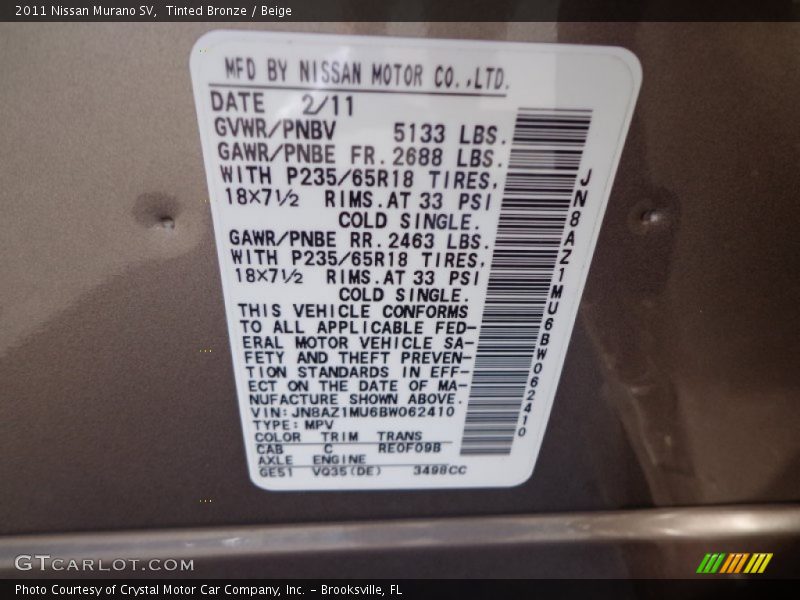 2011 Nissan Murano SV, Tinted Bronze / Beige
MFD BY NISSAN MOTOR CO.,LTD.
DATE 2/11
GVWR/PNBV 5133 LBS.
GAWR/PNBE FR. 2688 LBS.
WITH P235/65R18 TIRES,
18×7½ RIMS. AT 33 PSI
COLD SINGLE.
GAWR/PNBE RR. 2463 LBS.
WITH P235/65R18 TIRES,
18×7½ RIMS. AT 33 PSI
COLD SINGLE.
THIS VEHICLE CONFORMS
TO ALL APPLICABLE FED-
ERAL MOTOR VEHICLE SA-
FETY AND THEFT PREVEN-
TION STANDARDS IN EFF-
ECT ON THE DATE OF MA-
NUFACTURE SHOWN ABOVE.
VIN: JN8AZ1MU6BW062410
TYPE: MPV
COLOR TRIM TRANS
CAB C RE0F09B
AXLE ENGINE
GE51 VQ35(DE) 3498CC
JN8AZ1MU6BW062410
GTCARLOT.COM
Photo Courtesy of Crystal Motor Car Company, Inc. - Brooksville, FL